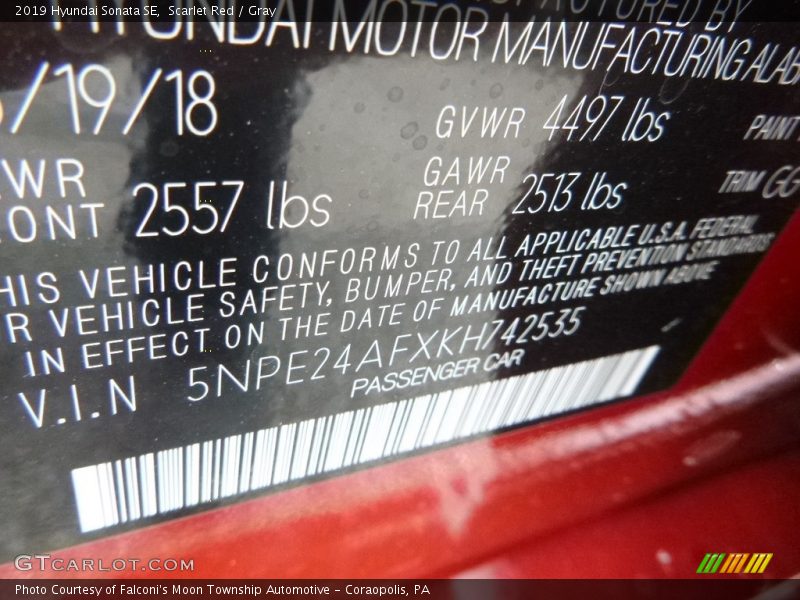 2019 Hyundai Sonata SE, Scarlet Red / Gray
BY
HYUNDAI MOTOR MANUFACTURING ALAB
/19/18
GVWR 4497 lbs
PAINT
WR
GAWR
ONT 2557 lbs
REAR 2513 lbs
TRIM GG
HIS VEHICLE CONFORMS TO ALL APPLICABLE U.S.A. FEDERAL
R VEHICLE SAFETY, BUMPER, AND THEFT PREVENTION STANDARDS
IN EFFECT ON THE DATE OF MANUFACTURE SHOWN ABOVE
V.I.N 5NPE24AFXKH742535
PASSENGER CAR
GTCARLOT.COM
Photo Courtesy of Falconi's Moon Township Automotive - Coraopolis, PA